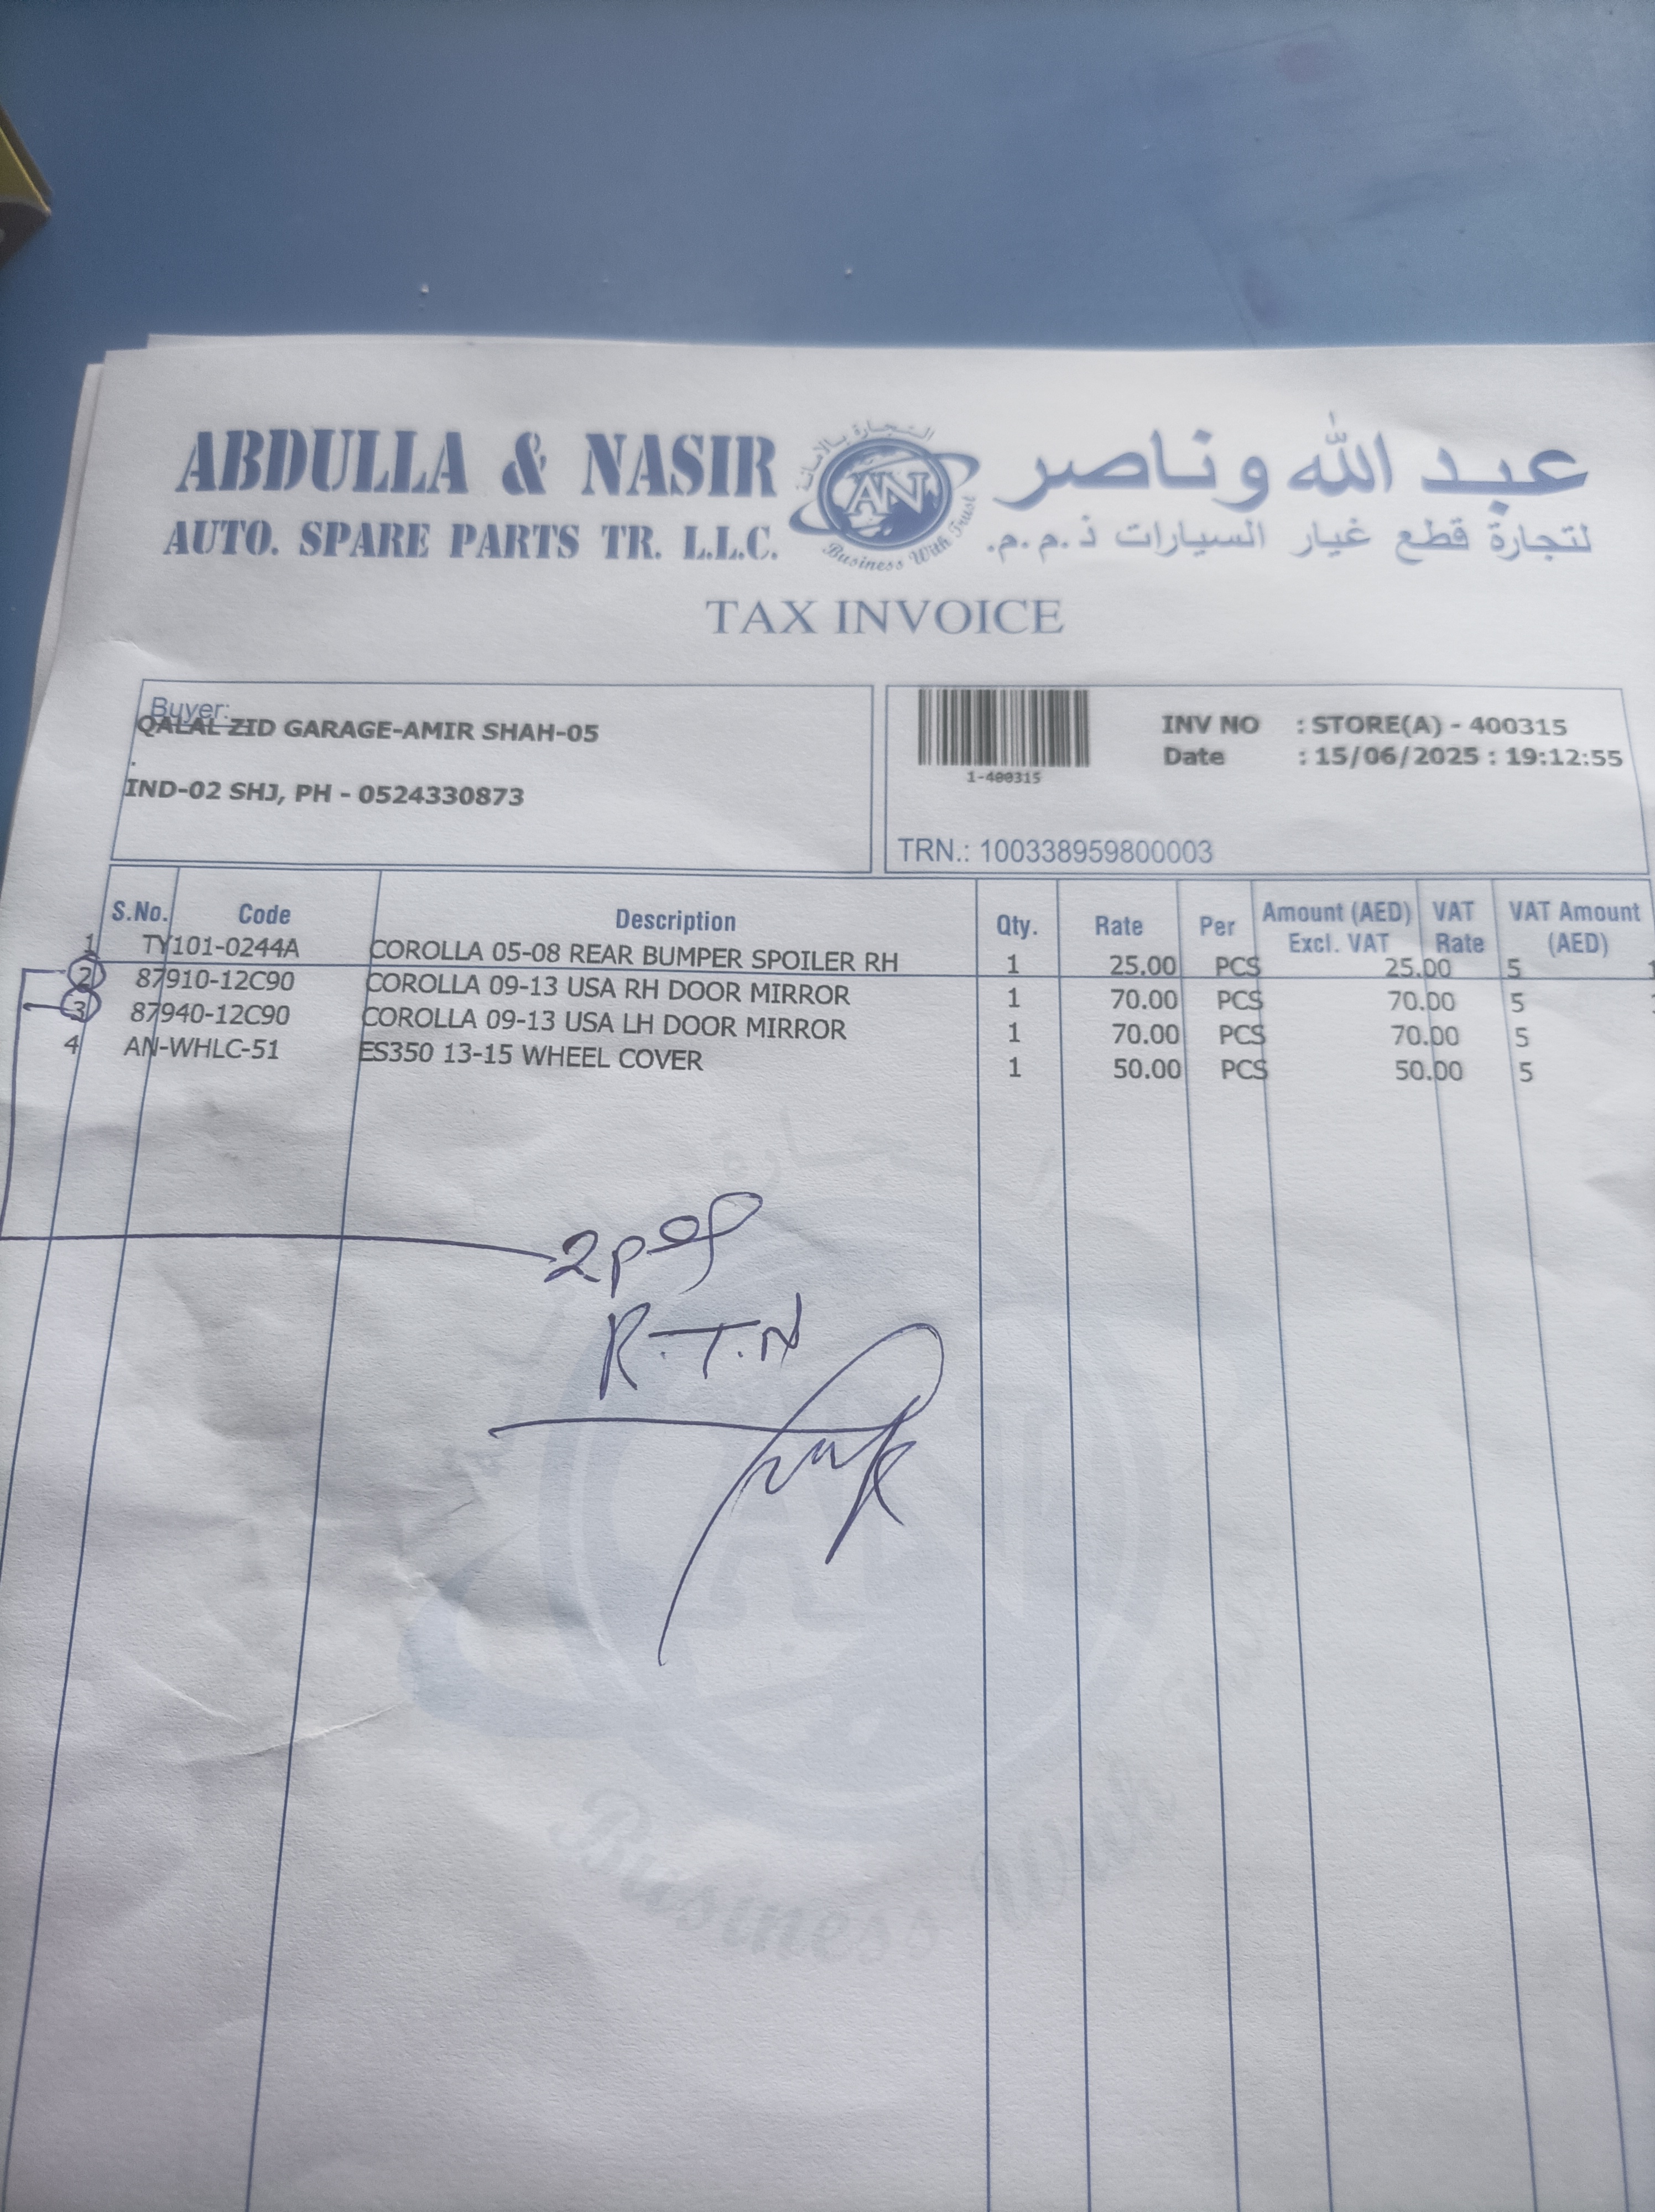 ABDULLA & NASIR
AUTO. SPARE PARTS TR. L.L.C.
التجارة بالأمانة
AN
Business With Trust
عبد الله وناصر
لتجارة قطع غيار السيارات ذ.م.م.
TAX INVOICE
Buyer:
QALAL ZID GARAGE-AMIR SHAH-05
.
IND-02 SHJ, PH - 0524330873
1-400315
INV NO : STORE(A) - 400315
Date : 15/06/2025 : 19:12:55
TRN.: 100338959800003
S.No. Code Description Qty. Rate Per Amount (AED) Excl. VAT VAT Rate VAT Amount (AED)
1 TY101-0244A COROLLA 05-08 REAR BUMPER SPOILER RH 1 25.00 PCS 25.00 5
2 87910-12C90 COROLLA 09-13 USA RH DOOR MIRROR 1 70.00 PCS 70.00 5
3 87940-12C90 COROLLA 09-13 USA LH DOOR MIRROR 1 70.00 PCS 70.00 5
4 AN-WHLC-51 ES350 13-15 WHEEL COVER 1 50.00 PCS 50.00 5
R.T.N
AN
Business With